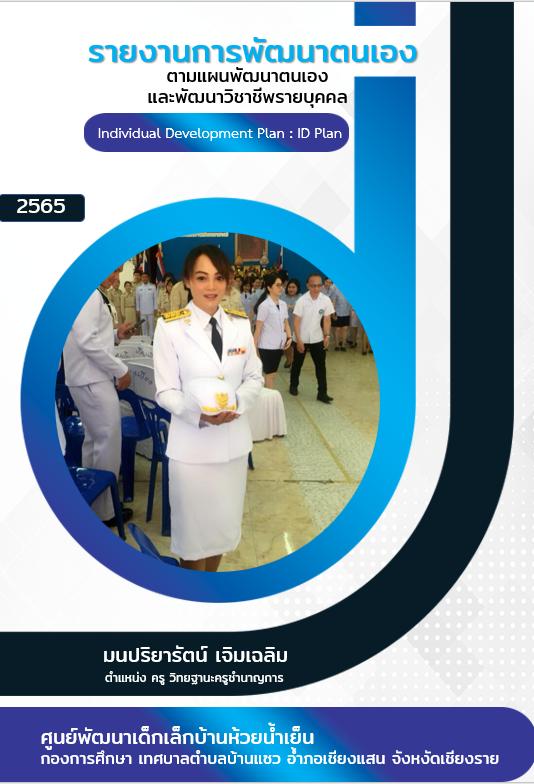 รายงานการพัฒนาตนเอง
ตามแผนพัฒนาตนเอง
และพัฒนาวิชาชีพรายบุคคล
Individual Development Plan : ID Plan
2565
มนปริยารัตน์ เจิมเฉลิม
ตำแหน่ง ครู วิทยฐานะครูชำนาญการ
ศูนย์พัฒนาเด็กเล็กบ้านห้วยน้ำเย็น
กองการศึกษา เทศบาลตำบลบ้านแซว อำภอเชียงแสน จังหงัดเชียงราย